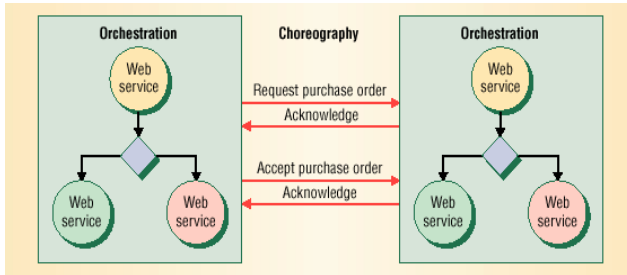 Orchestration
Choreography
Orchestration
Web
service
Web
service
Request purchase order
Acknowledge
Accept purchase order
Acknowledge
Web
service
Web
service
Web
service
Web
service